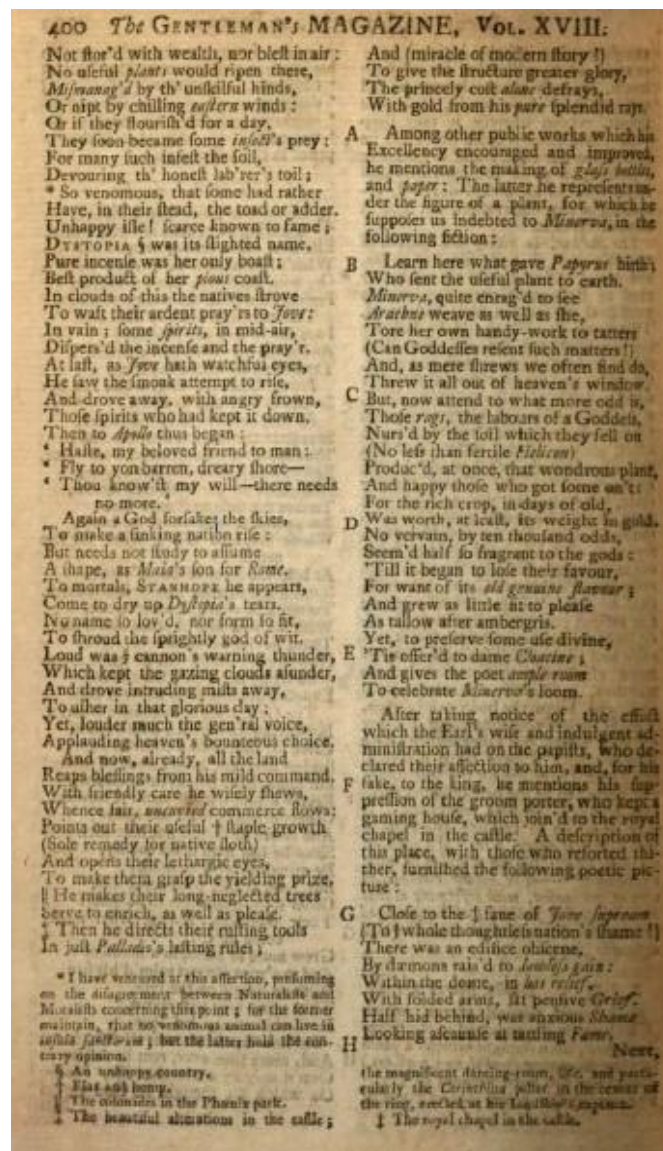 400 The GENTLEMAN's MAGAZINE, VOL. XVIII.
Not ſtor'd with wealth, nor bleſt in air :
No uſeful plants would ripen there,
Miſmanag'd by th' unſkilful hinds,
Or nipt by chilling eaſtern winds :
Or if they flouriſh'd for a day,
They ſoon became ſome inſect's prey :
For many ſuch infeſt the ſoil,
Devouring th' honeſt lab'rer's toil ;
* So venomous, that ſome had rather
Have, in their ſtead, the toad or adder.
Unhappy iſle ! ſcarce known to fame ;
DYSTOPIA § was its ſlighted name.
Pure incenſe was her only boaſt ;
Beſt product of her pious coaſt.
In clouds of this the natives ſtrove
To waft their ardent pray'rs to Jove:
In vain ; ſome ſpirits, in mid-air,
Diſpers'd the incenſe and the pray'r.
At laſt, as Jove hath watchful eyes,
He ſaw the ſmoak attempt to riſe,
And drove away, with angry frown,
Thoſe ſpirits who had kept it down.
Then to Apollo thus began :
‘ Haſte, my beloved friend to man :
‘ Fly to yon barren, dreary ſhore—
‘ Thou know'ſt my will—there needs
no more.’
Again a God forſakes the ſkies,
To make a ſinking nation riſe :
But needs not ſtudy to aſſume
A ſhape, as Maia's ſon for Rome.
To mortals, STANHOPE he appears,
Come to dry up Dyſtopia's tears.
No name ſo lov'd, nor form ſo fit,
To ſhroud the ſprightly god of wit.
Loud was ẏ cannon's warning thunder,
Which kept the gazing clouds aſunder,
And drove intruding miſts away,
To uſher in that glorious day :
Yet, louder much the gen'ral voice,
Applauding heaven's bounteous choice.
And now, already, all the land
Reaps bleſſings from his mild command.
With friendly care he wiſely ſhews,
Whence fair, uncurſed commerce flows:
Points out their uſeful † ſtaple growth
(Sole remedy for native ſloth)
And opens their lethargic eyes,
To make them graſp the yielding prize.
|| He makes their long-neglected trees
Serve to enrich, as well as pleaſe.
‡ Then he directs their ruſting tools
In juſt Palladio's laſting rules ;
* I have ventured at this aſſertion, preſuming
on the diſagreement between Naturaliſts and
Moraliſts concerning this point ; for the former
maintain, that no venomous animal can live in
inſula ſanctorum ; but the latter hold the con-
trary opinion.
§ An unhappy country.
† Flax and hemp.
|| The colonades in the Phœnix park.
‡ The beautiful alterations in the caſtle ;
And (miracle of modern ſtory !)
To give the ſtructure greater glory,
The princely coſt alone defrays,
With gold from his pure ſplendid rays.
A Among other public works which his
Excellency encouraged and improved,
he mentions the making of glaſs bottles,
and paper : The latter he repreſents un-
der the figure of a plant, for which he
ſuppoſes us indebted to Minerva, in the
following fiction :
B Learn here what gave Papyrus birth ;
Who ſent the uſeful plant to earth.
Minerva, quite enrag'd to ſee
Arachne weave as well as ſhe,
Tore her own handy-work to tatters
(Can Goddeſſes reſent ſuch matters !)
And, as mere ſhrews we often find do,
Threw it all out of heaven's window.
C But, now attend to what more odd is,
Thoſe rags, the labours of a Goddeſs,
Nurs'd by the ſoil which they fell on
(No leſs than fertile Helicon)
Produc'd, at once, that wondrous plant,
And happy thoſe who got ſome on't :
For the rich crop, in days of old,
D Was worth, at leaſt, its weight in gold.
No vervain, by ten thouſand odds,
Seem'd half ſo fragrant to the gods :
'Till it began to loſe their favour,
For want of its old genuine flavour ;
And grew as little fit to pleaſe
As tallow after ambergris.
Yet, to preſerve ſome uſe divine,
E 'Tis offer'd to dame Cloacine ;
And gives the poet ample room
To celebrate Minerva's loom.
After taking notice of the effect
which the Earl's wiſe and indulgent ad-
miniſtration had on the papiſts, who de-
clared their affection to him, and, for his
F ſake, to the king, he mentions his ſup-
preſſion of the groom porter, who kept a
gaming houſe, which join'd to the royal
chapel in the caſtle. A deſcription of
this place, with thoſe who reſorted thi-
ther, furniſhed the following poetic pic-
ture :
G Cloſe to the ‡ fane of Jove ſupream
(To ẏ whole thoughtleſs nation's ſhame !)
There was an edifice obſcene,
By dæmons rais'd to lawleſs gain :
Within the dome, in bas relief,
With folded arms, ſat penſive Grief.
Half hid behind, was anxious Shame
Looking aſcaunſe at tattling Fame.
H Next,
the magnificent dancing-room, &c. and parti-
cularly the Corinthian pillar in the center of
the ring, erected at his Lordſhip's expence.
‡ The royal chapel in the caſtle.